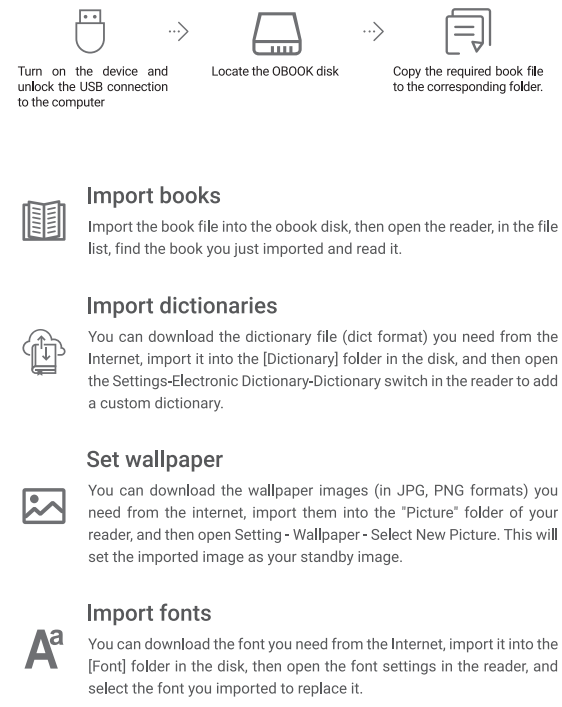 Turn on the device and
unlock the USB connection
to the computer
Locate the OBOOK disk
Copy the required book file
to the corresponding folder.
Import books
Import the book file into the obook disk, then open the reader, in the file
list, find the book you just imported and read it.
Import dictionaries
You can download the dictionary file (dict format) you need from the
Internet, import it into the [Dictionary] folder in the disk, and then open
the Settings-Electronic Dictionary-Dictionary switch in the reader to add
a custom dictionary.
Set wallpaper
You can download the wallpaper images (in JPG, PNG formats) you
need from the internet, import them into the "Picture" folder of your
reader, and then open Setting - Wallpaper - Select New Picture. This will
set the imported image as your standby image.
Aa
Import fonts
You can download the font you need from the Internet, import it into the
[Font] folder in the disk, then open the font settings in the reader, and
select the font you imported to replace it.